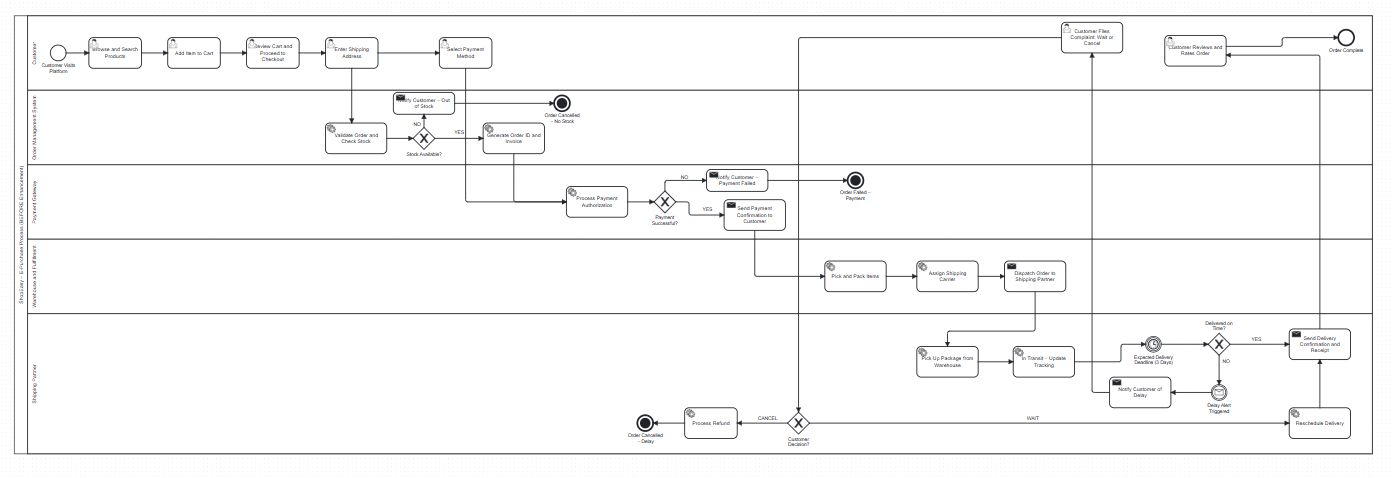 ShopEasy – E-Purchase Process (BEFORE Enhancement)
Customer
Customer Visits
Platform
Browse and Search
Products
Add Item to Cart
Review Cart and
Proceed to
Checkout
Enter Shipping
Address
Select Payment
Method
Customer Files
Complaint: Wait or
Cancel
Customer Reviews and
Rates Order
Order Complete
Order Management System
Notify Customer – Out
of Stock
Order Cancelled
– No Stock
Validate Order and
Check Stock
NO
Stock Available?
YES
Generate Order ID and
Invoice
Payment Gateway
Process Payment
Authorization
Payment
Successful?
NO
Notify Customer –
Payment Failed
Order Failed –
Payment
YES
Send Payment
Confirmation to
Customer
Warehouse and Fulfilment
Pick and Pack Items
Assign Shipping
Carrier
Dispatch Order to
Shipping Partner
Shipping Partner
Pick Up Package from
Warehouse
In Transit – Update
Tracking
Expected Delivery
Deadline (3 Days)
Delivered on
Time?
YES
Send Delivery
Confirmation and
Receipt
NO
Notify Customer of
Delay
Delay Alert
Triggered
Order Cancelled
– Delay
Process Refund
CANCEL
Customer
Decision?
WAIT
Reschedule Delivery